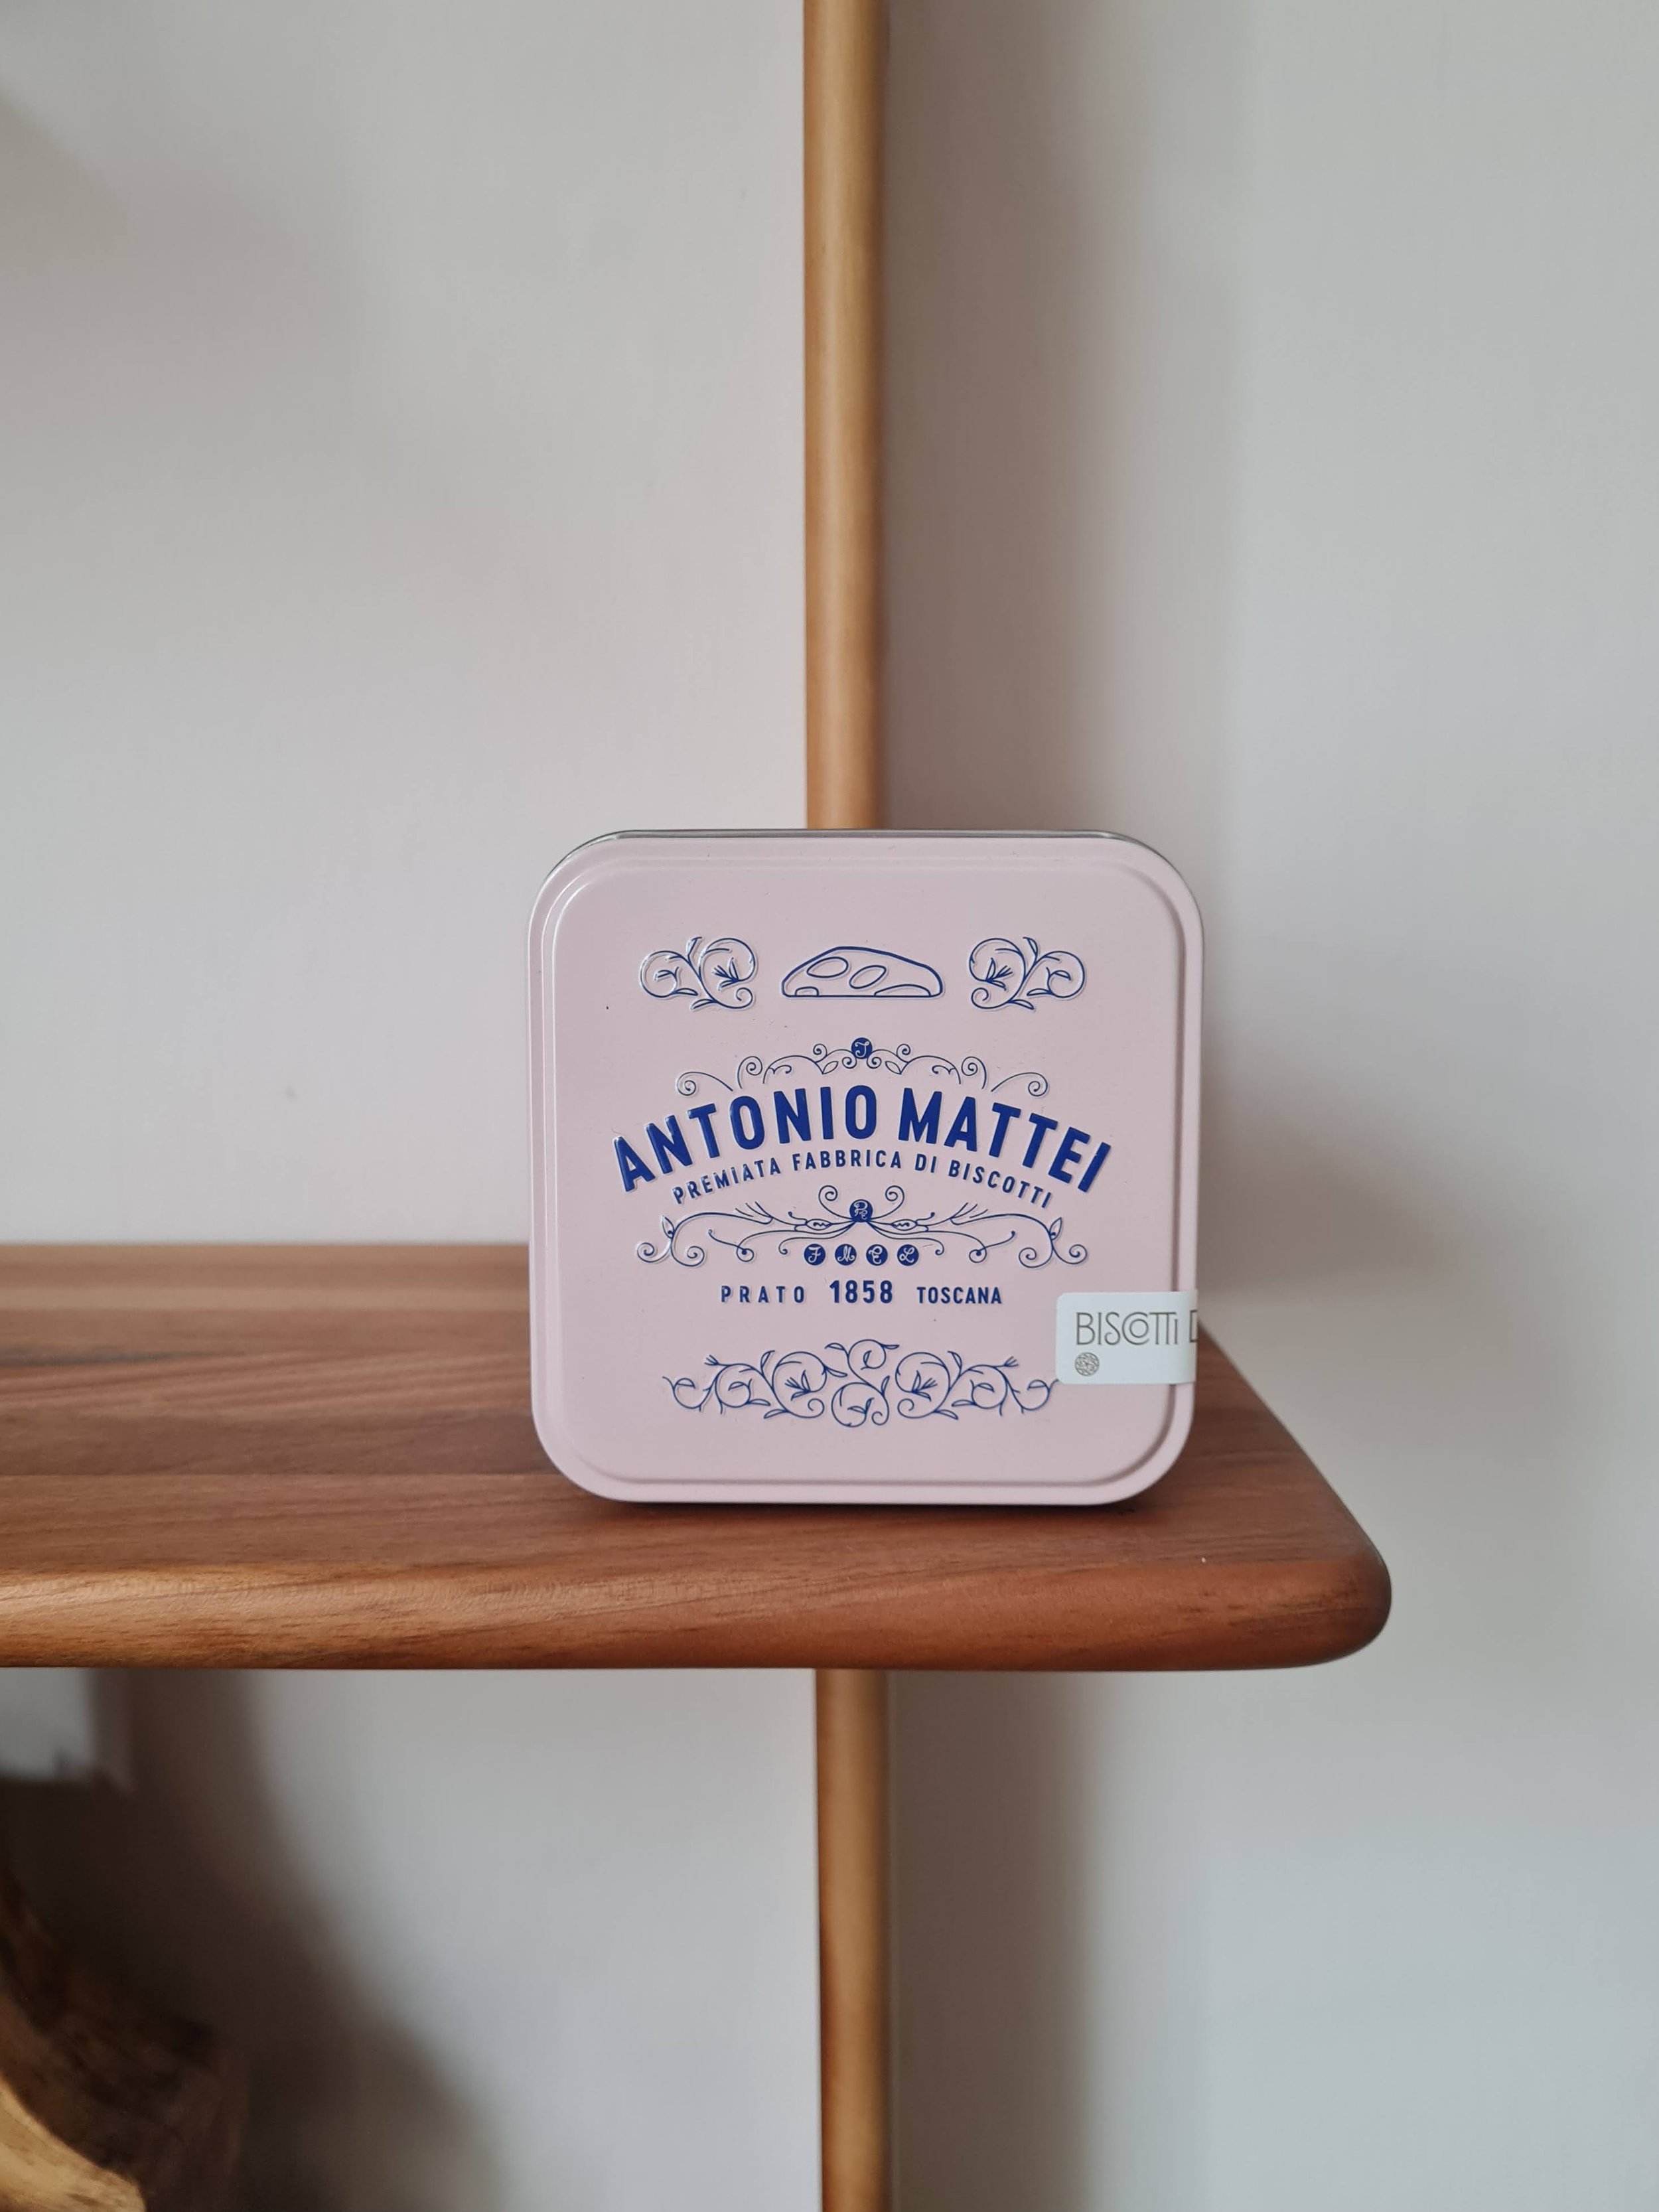 ANTONIO MATTEI
PREMIATA FABBRICA DI BISCOTTI
F M E L
PRATO 1858 TOSCANA
BISCOTTI D